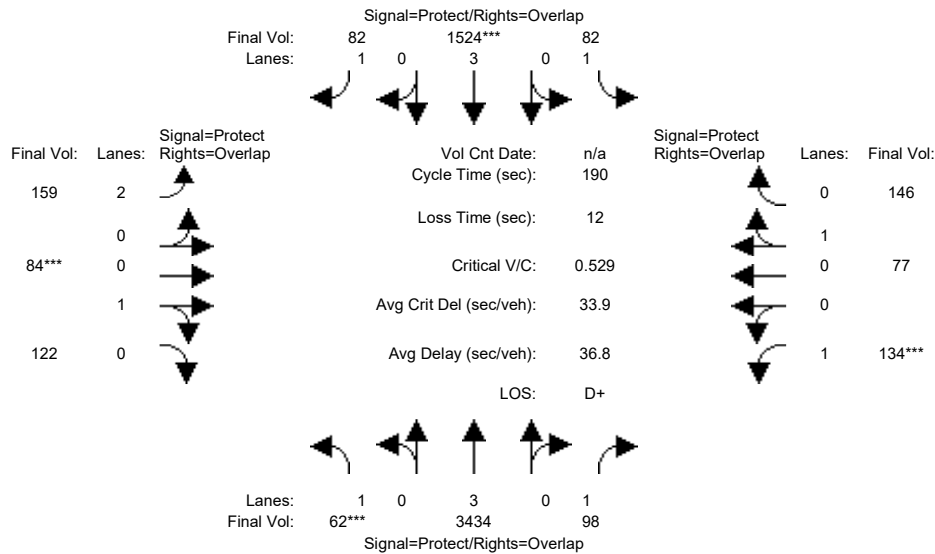 Signal=Protect/Rights=Overlap
Final Vol: 82 1524*** 82
Lanes: 1 0 3 0 1
Signal=Protect Signal=Protect
Final Vol: Lanes: Rights=Overlap Vol Cnt Date: n/a Rights=Overlap Lanes: Final Vol:
Cycle Time (sec): 190
159 2 0 146
Loss Time (sec): 12
0 1
84*** 0 Critical V/C: 0.529 0 77
1 Avg Crit Del (sec/veh): 33.9 0
122 0 Avg Delay (sec/veh): 36.8 1 134***
LOS: D+
Lanes: 1 0 3 0 1
Final Vol: 62*** 3434 98
Signal=Protect/Rights=Overlap